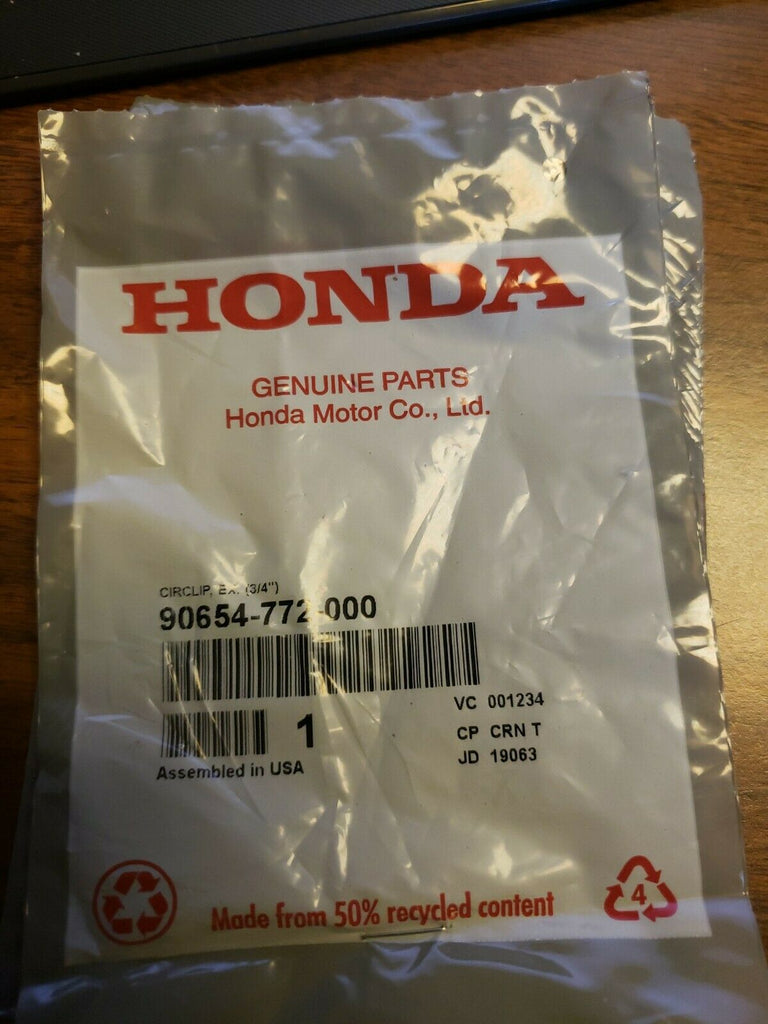 HONDA
GENUINE PARTS
Honda Motor Co., Ltd.
CIRCLIP, EX. (3/4")
90654-772-000
1
VC 001234
CP CRN T
JD 19063
Assembled in USA
Made from 50% recycled content
4